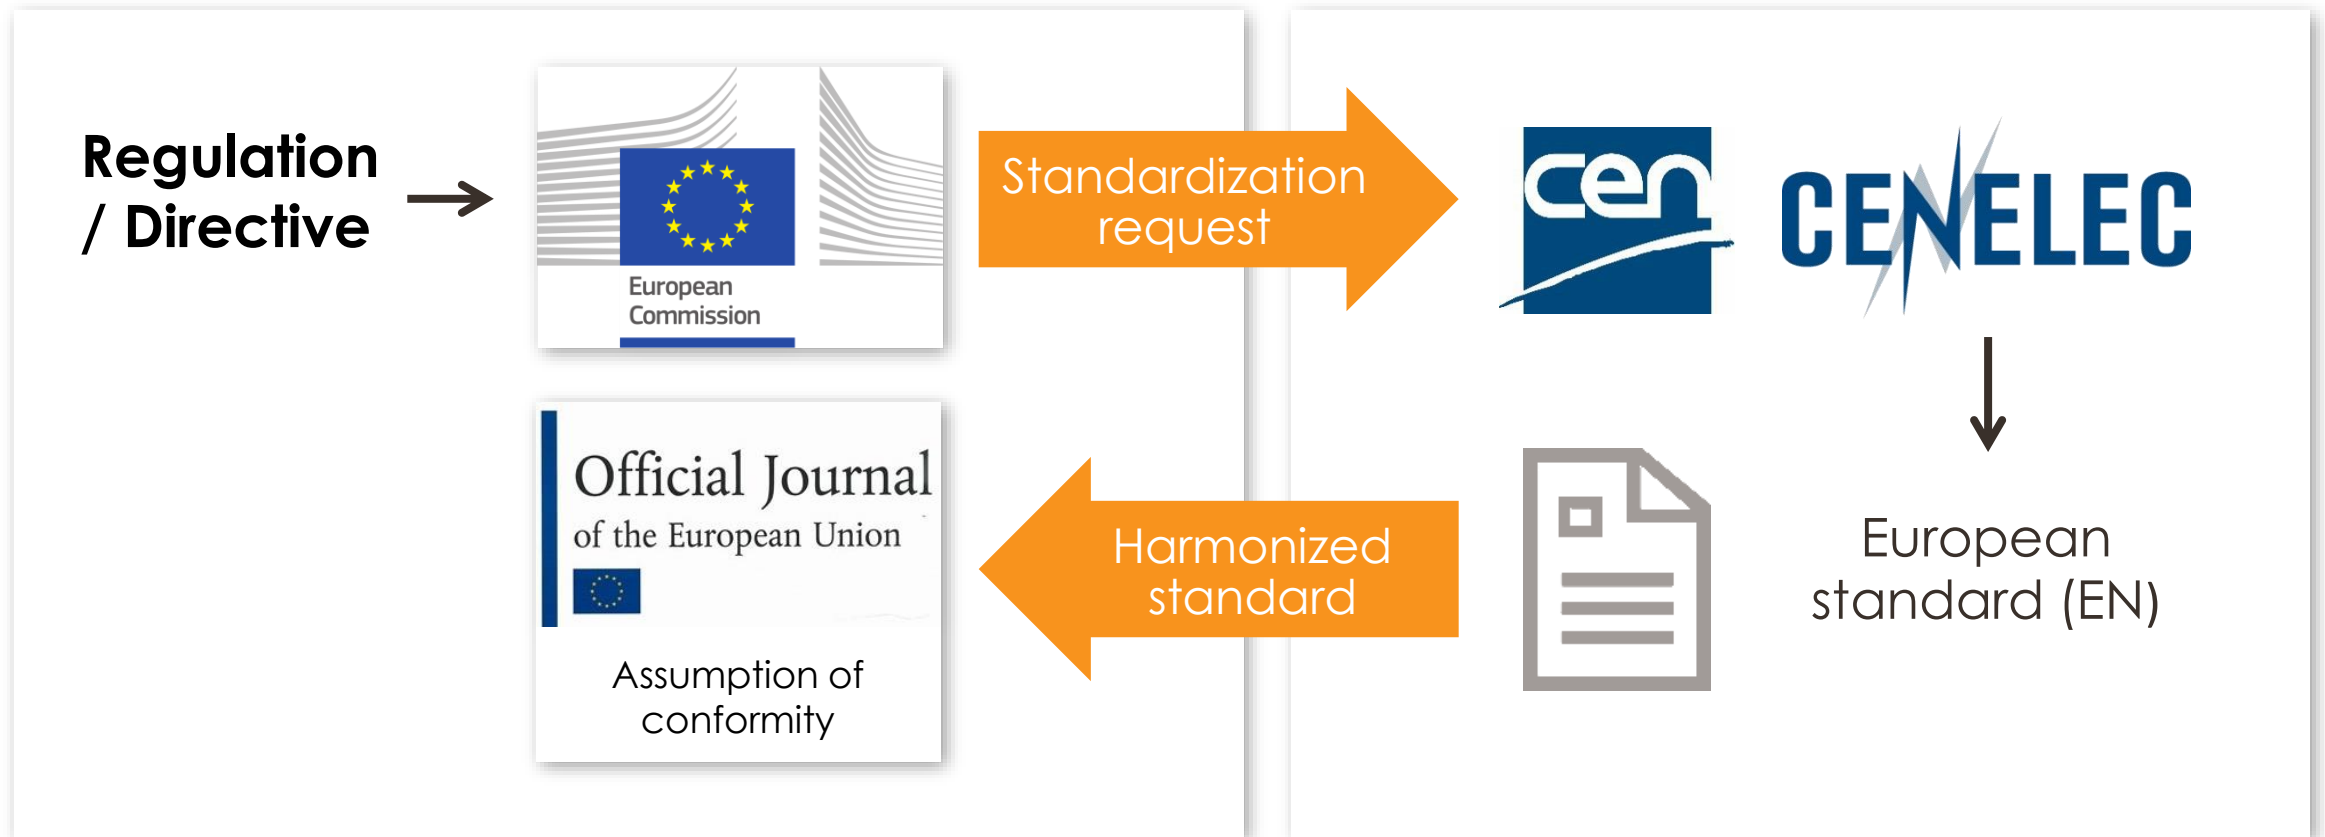 Regulation
/ Directive
European
Commission
Standardization
request
cen
CENELEC
Official Journal
of the European Union
Assumption of
conformity
Harmonized
standard
European
standard (EN)